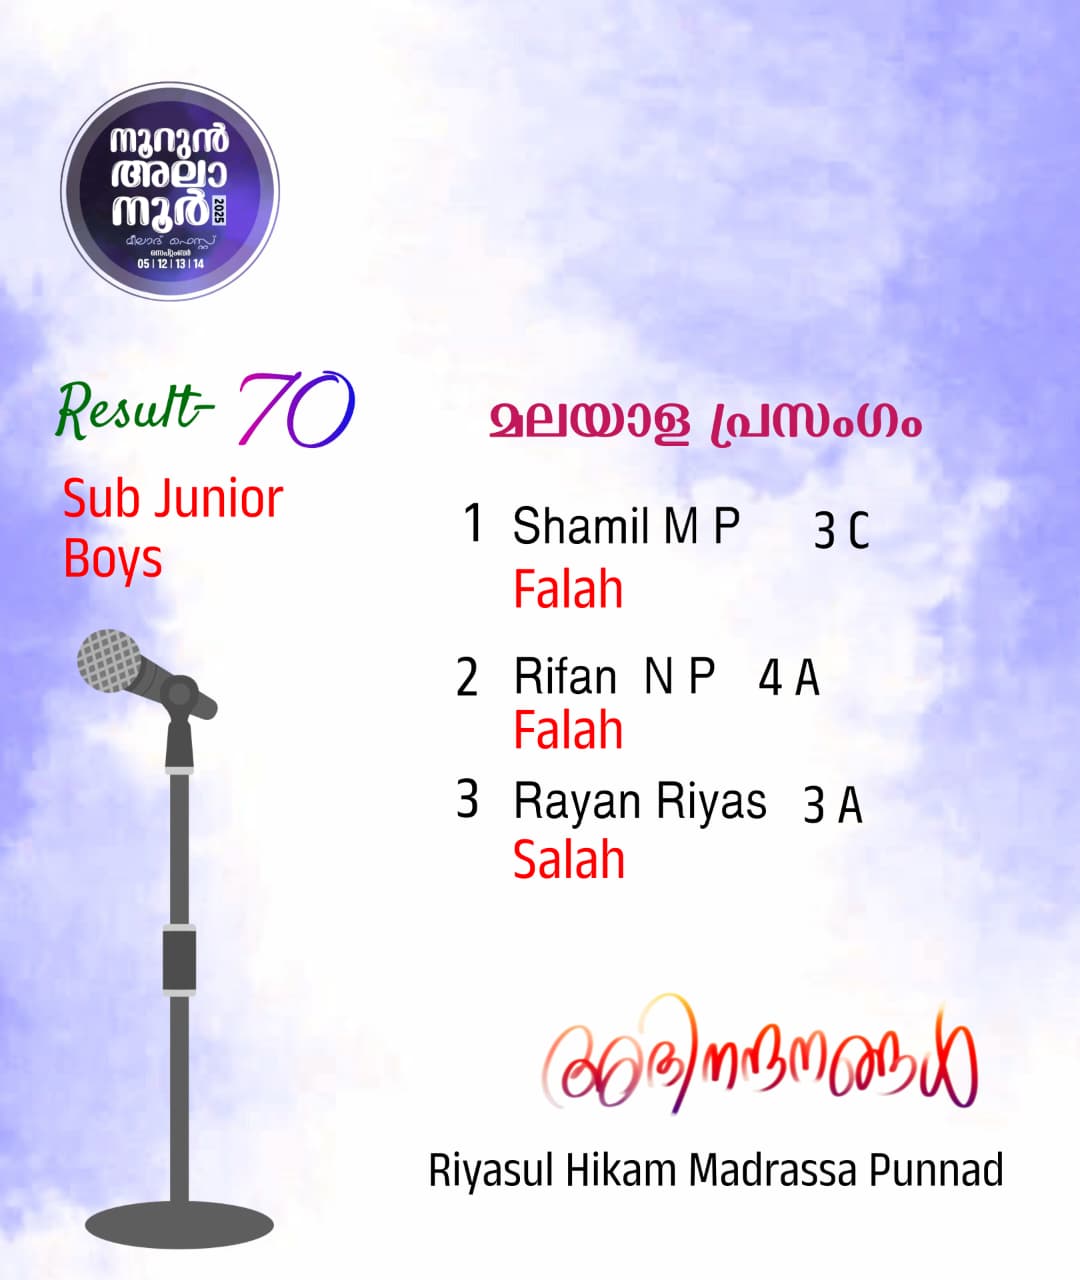 നൂറുൻ
അലാ
നൂർ 2025
മീലാദ് ഫെസ്റ്റ്
സെപ്റ്റംബർ
05 | 12 | 13 | 14
Result- 70
Sub Junior
Boys
മലയാള പ്രസംഗം
1 Shamil M P 3 C
Falah
2 Rifan N P 4 A
Falah
3 Rayan Riyas 3 A
Salah
അഭിനന്ദനങ്ങൾ
Riyasul Hikam Madrassa Punnad